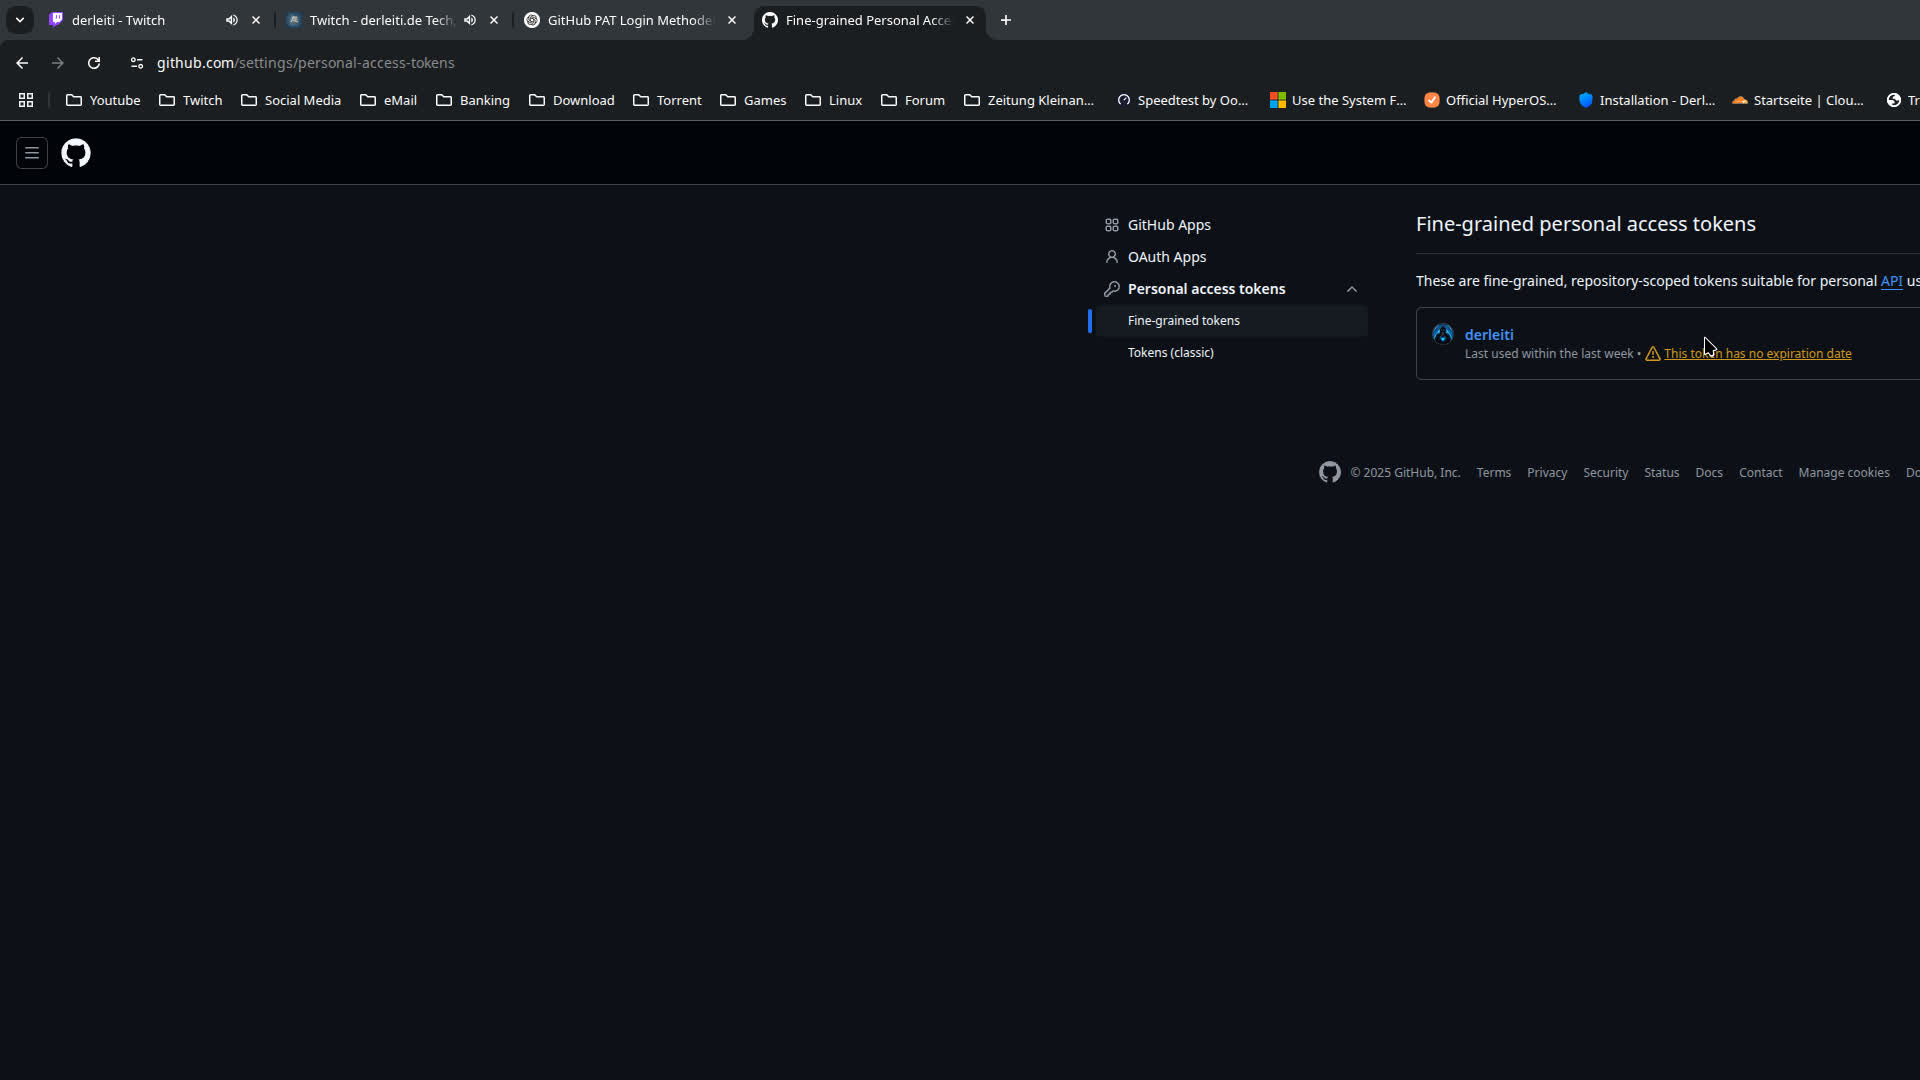 derleiti - Twitch
Twitch - derleiti.de Tech
GitHub PAT Login Methode
Fine-grained Personal Acce
github.com/settings/personal-access-tokens
Youtube
Twitch
Social Media
eMail
Banking
Download
Torrent
Games
Linux
Forum
Zeitung Kleinan...
Speedtest by Oo...
Use the System F...
Official HyperOS...
Installation - Derl...
Startseite | Clou...
Tr
GitHub Apps
OAuth Apps
Personal access tokens
Fine-grained tokens
Tokens (classic)
Fine-grained personal access tokens
These are fine-grained, repository-scoped tokens suitable for personal API us
derleiti
Last used within the last week • This token has no expiration date
© 2025 GitHub, Inc.
Terms
Privacy
Security
Status
Docs
Contact
Manage cookies
Do